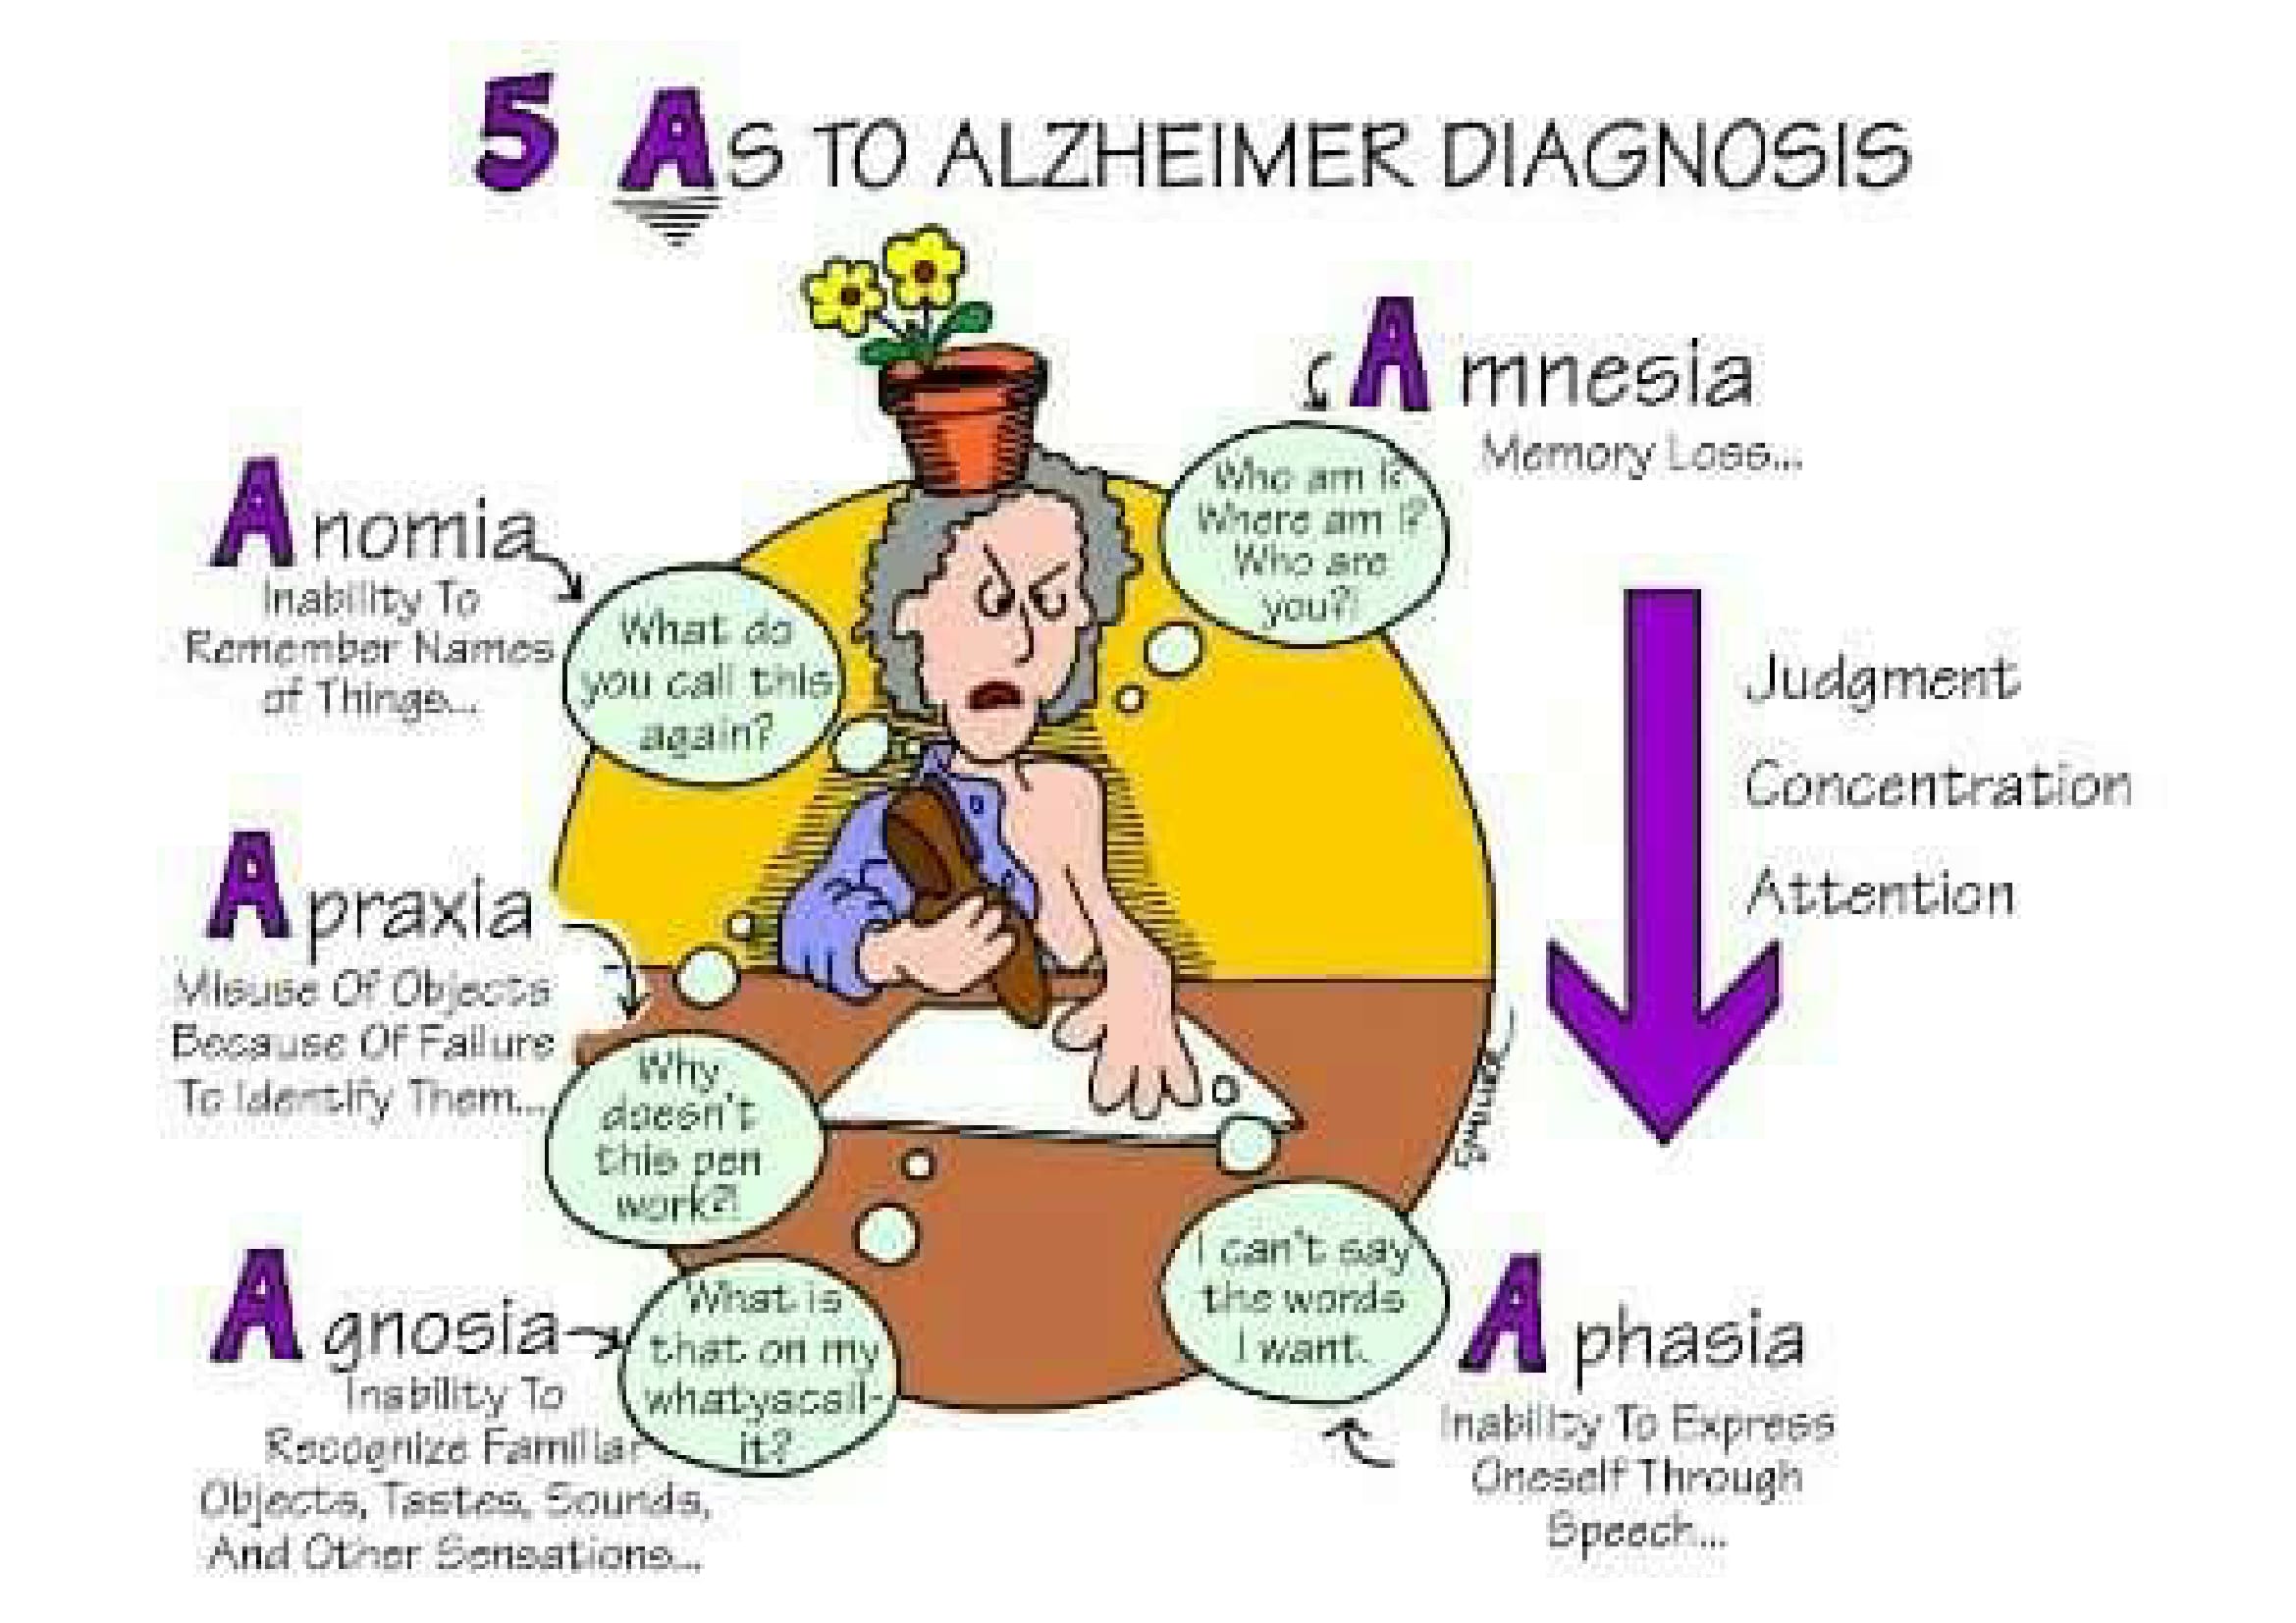 5 AS TO ALZHEIMER DIAGNOSIS
Amnesia
Memory Loss...
Who am I?
Where am I?
Who are
you?!
Anomia
Inability To
Remember Names
of Things...
What do
you call this
again?
Judgment
Concentration
Attention
Apraxia
Misuse Of Objects
Because Of Failure
To Identify Them...
Why
doesn't
this pen
work?!
Agnosia
Inability To
Recognize Familiar
Objects, Tastes, Sounds,
And Other Sensations...
What is
that on my
whatyacall-
it?
I can't say
the words
I want.
Aphasia
Inability To Express
Oneself Through
Speech...